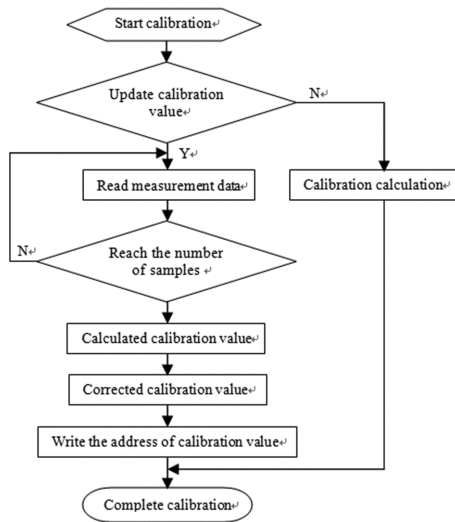 Start calibration↵
Update calibration
value↵
N↵
Y↵
Read measurement data↵
Calibration calculation↵
N↵
Reach the number
of samples ↵
Calculated calibration value↵
Corrected calibration value↵
Write the address of calibration value↵
Complete calibration↵